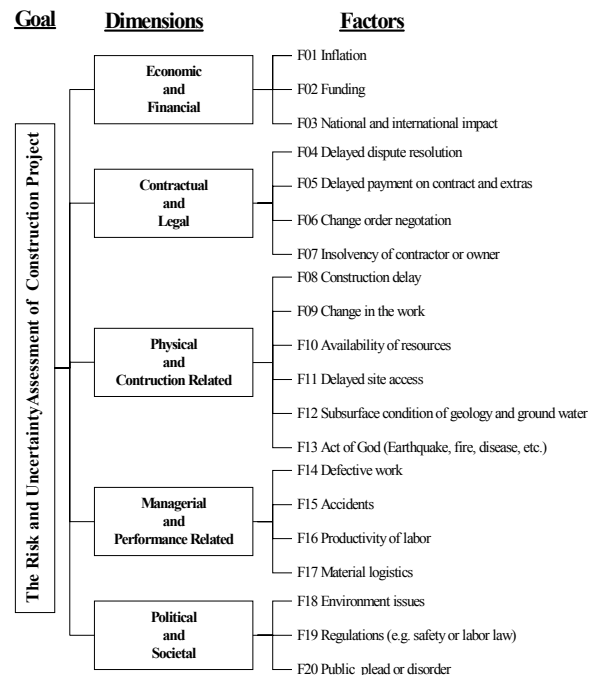 Goal Dimensions Factors
The Risk and UncertaintyAssessment of Construction Project
Economic
and
Financial
F01 Inflation
F02 Funding
F03 National and international impact
Contractual
and
Legal
F04 Delayed dispute resolution
F05 Delayed payment on contract and extras
F06 Change order negotation
F07 Insolvency of contractor or owner
Physical
and
Contruction Related
F08 Construction delay
F09 Change in the work
F10 Availability of resources
F11 Delayed site access
F12 Subsurface condition of geology and ground water
F13 Act of God (Earthquake, fire, disease, etc.)
Managerial
and
Performance Related
F14 Defective work
F15 Accidents
F16 Productivity of labor
F17 Material logistics
Political
and
Societal
F18 Environment issues
F19 Regulations (e.g. safety or labor law)
F20 Public plead or disorder